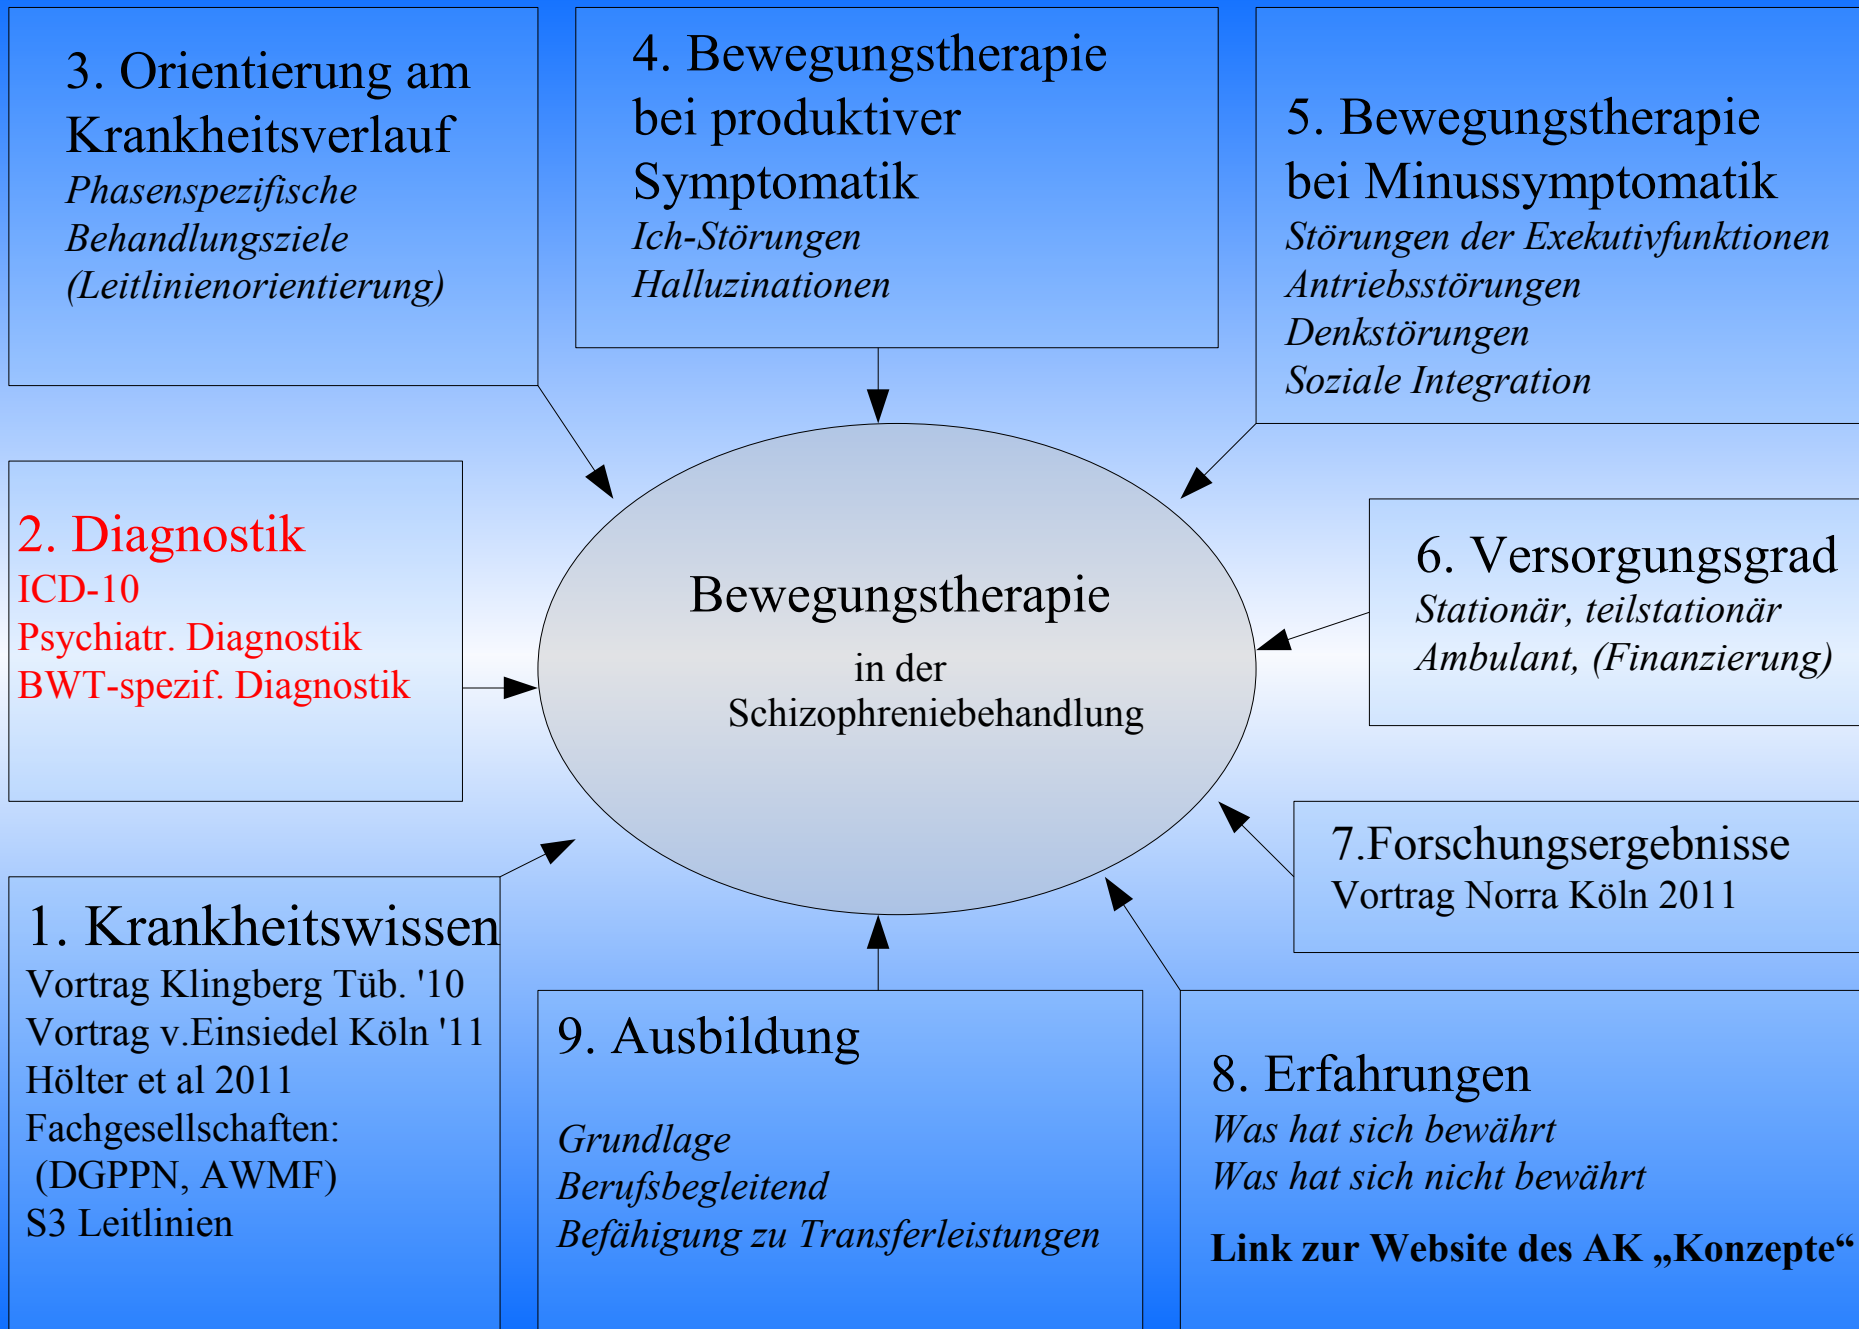 3. Orientierung am
Krankheitsverlauf
Phasenspezifische
Behandlungsziele
(Leitlinienorientierung)
4. Bewegungstherapie
bei produktiver
Symptomatik
Ich-Störungen
Halluzinationen
5. Bewegungstherapie
bei Minussymptomatik
Störungen der Exekutivfunktionen
Antriebsstörungen
Denkstörungen
Soziale Integration
2. Diagnostik
ICD-10
Psychiatr. Diagnostik
BWT-spezif. Diagnostik
Bewegungstherapie
in der
Schizophreniebehandlung
6. Versorgungsgrad
Stationär, teilstationär
Ambulant, (Finanzierung)
7.Forschungsergebnisse
Vortrag Norra Köln 2011
1. Krankheitswissen
Vortrag Klingberg Tüb. '10
Vortrag v.Einsiedel Köln '11
Hölter et al 2011
Fachgesellschaften:
(DGPPN, AWMF)
S3 Leitlinien
9. Ausbildung
Grundlage
Berufsbegleitend
Befähigung zu Transferleistungen
8. Erfahrungen
Was hat sich bewährt
Was hat sich nicht bewährt
Link zur Website des AK „Konzepte“